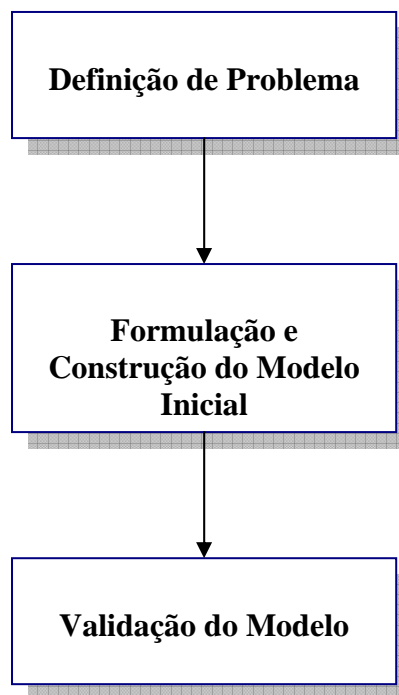 Definição de Problema
Formulação e
Construção do Modelo
Inicial
Validação do Modelo